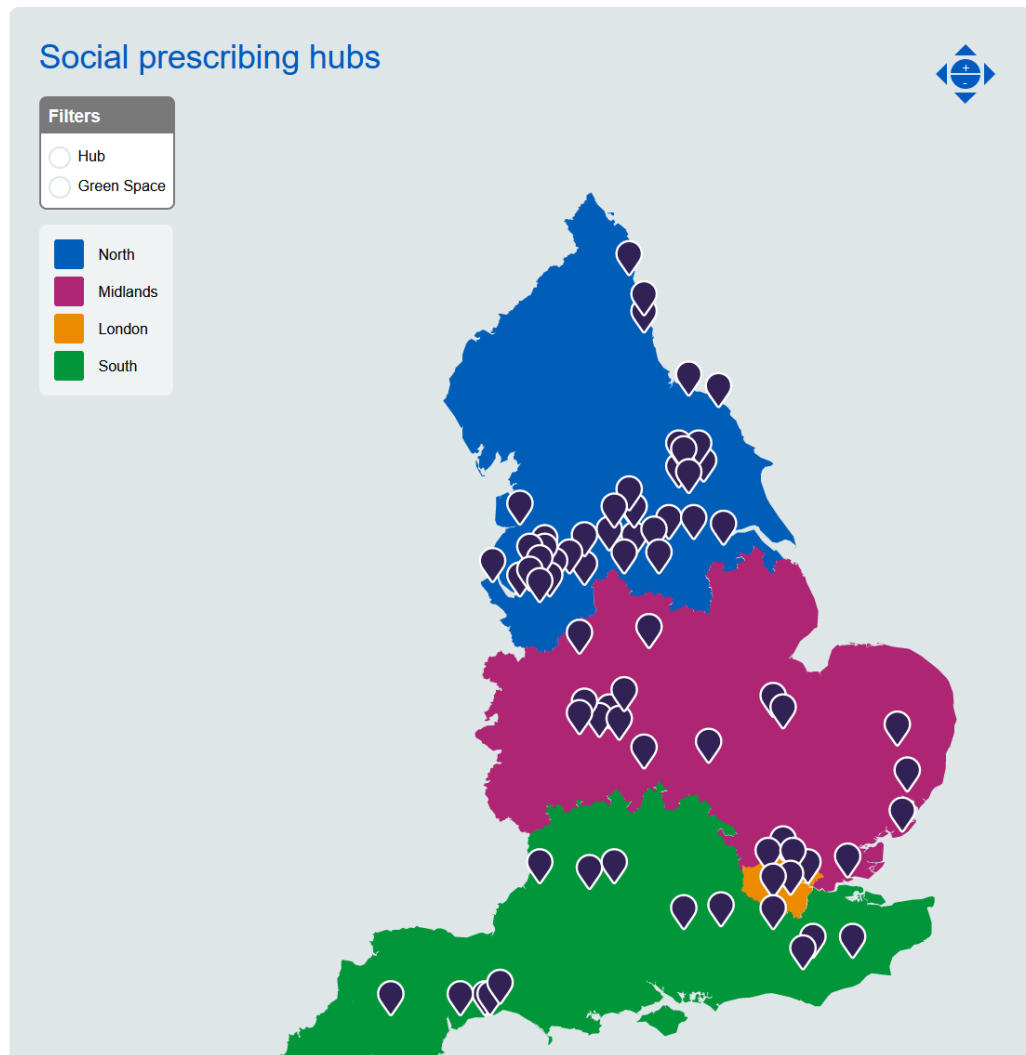 Social prescribing hubs
Filters
Hub
Green Space
North
Midlands
London
South
+
-